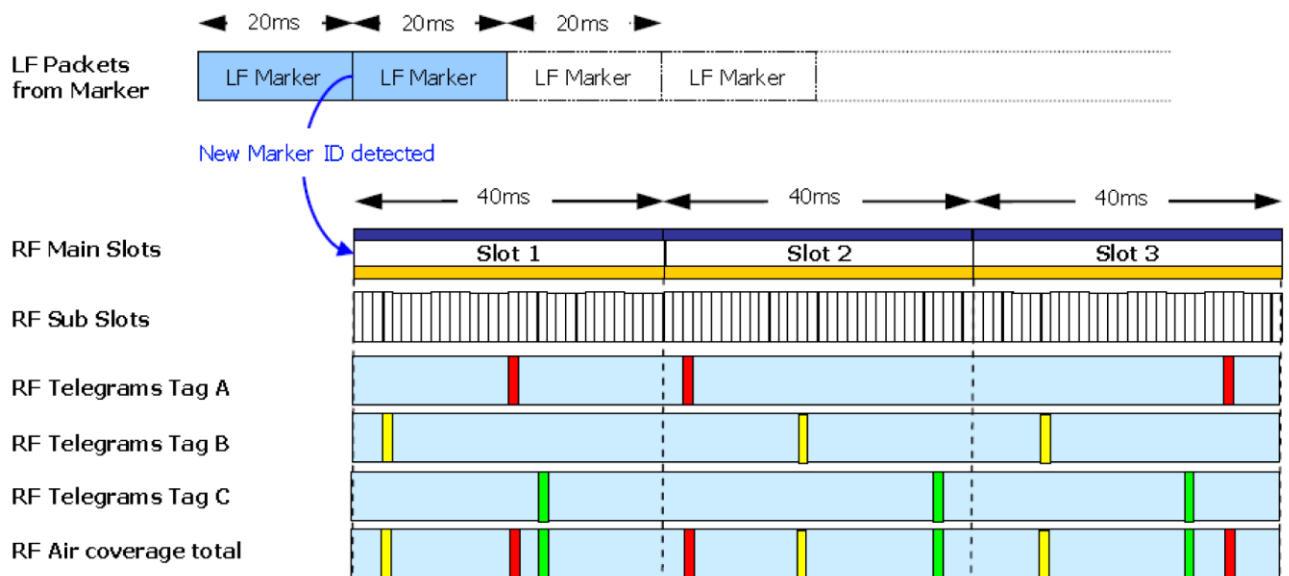 20ms 20ms 20ms
LF Packets
from Marker
LF Marker LF Marker LF Marker LF Marker
New Marker ID detected
40ms 40ms 40ms
RF Main Slots
Slot 1 Slot 2 Slot 3
RF Sub Slots
RF Telegrams Tag A
RF Telegrams Tag B
RF Telegrams Tag C
RF Air coverage total